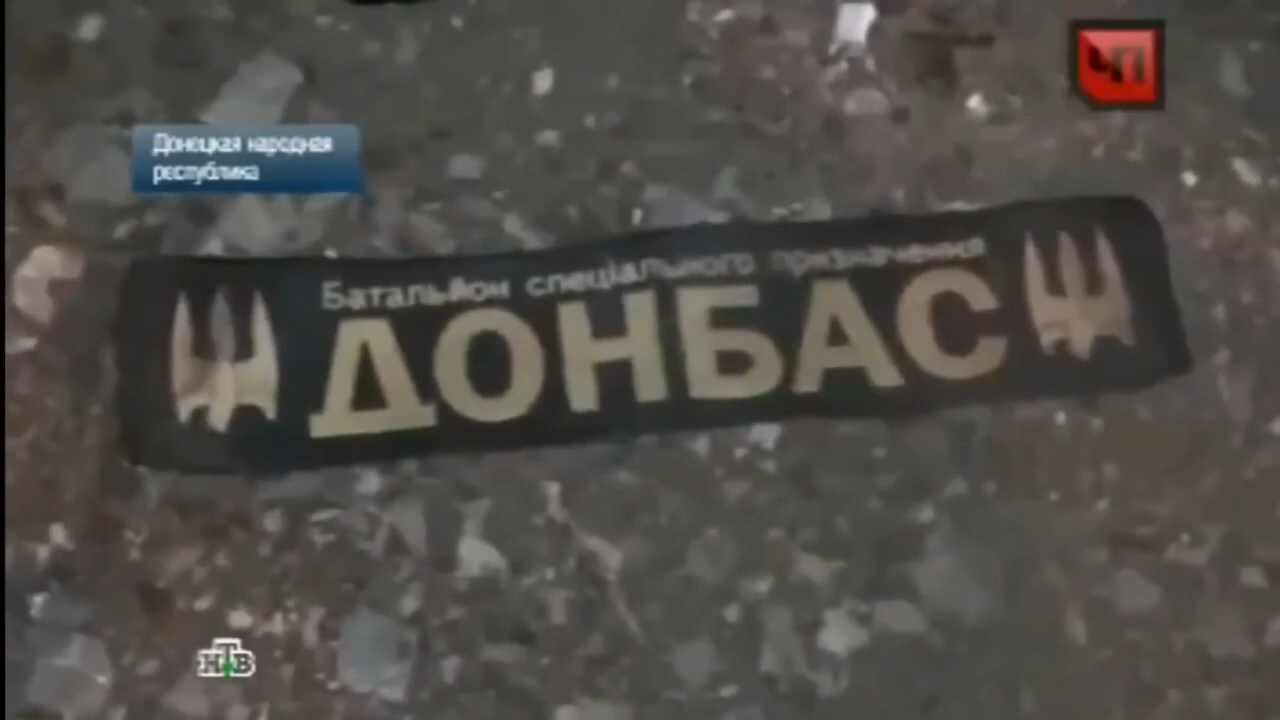 ЧП
Донецкая народная
республика
Батальйон спеціального призначення
ДОНБАС
НТВ